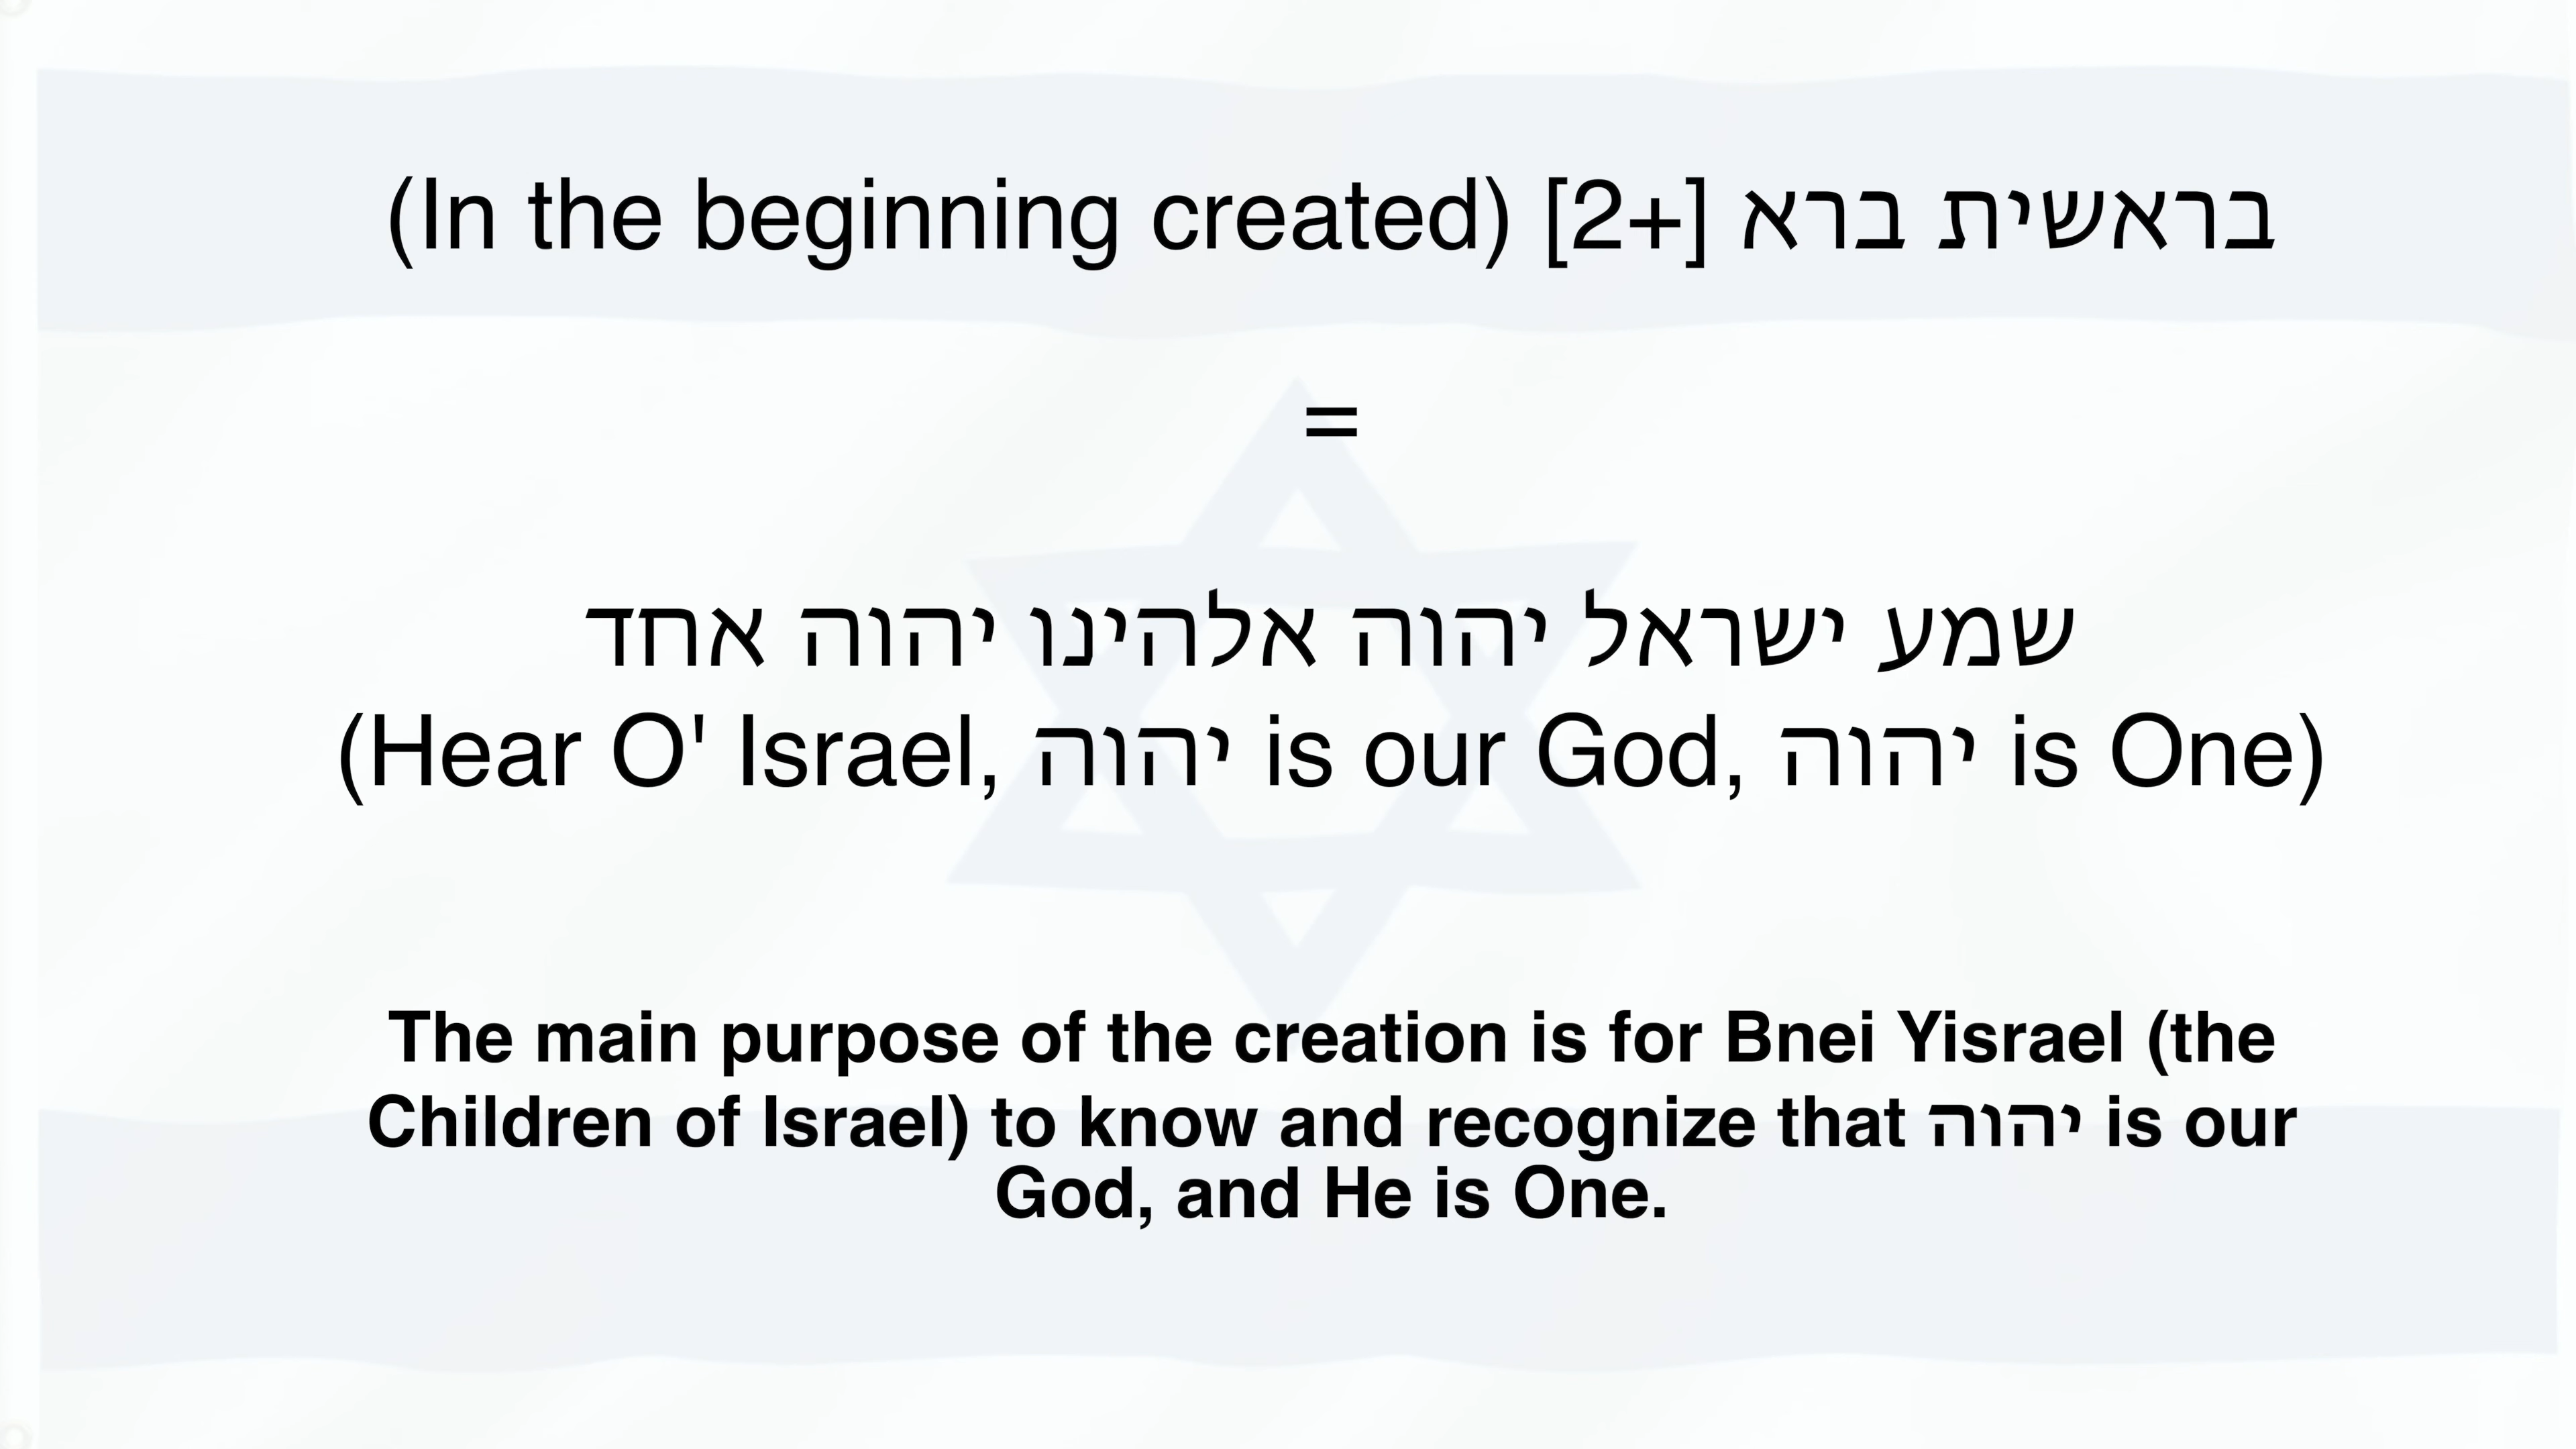 בראשית ברא [+2] (In the beginning created)
=
שמע ישראל יהוה אלהינו יהוה אחד
(Hear O' Israel, יהוה is our God, יהוה is One)
The main purpose of the creation is for Bnei Yisrael (the
Children of Israel) to know and recognize that יהוה is our
God, and He is One.